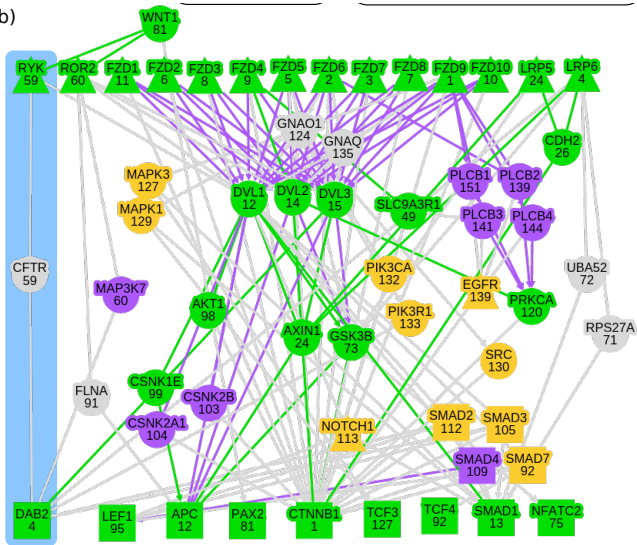 b)
WNT1
81
RYK
59
ROR2
60
FZD1
11
FZD2
6
FZD3
8
FZD4
9
FZD5
5
FZD6
2
FZD7
3
FZD8
7
FZD9
1
FZD10
10
LRP5
24
LRP6
4
GNAO1
124
GNAQ
135
CDH2
26
MAPK3
127
MAPK1
129
DVL1
12
DVL2
14
DVL3
15
SLC9A3R1
49
PLCB1
151
PLCB2
139
PLCB3
141
PLCB4
144
CFTR
59
MAP3K7
60
PIK3CA
132
EGFR
139
PRKCA
120
UBA52
72
AKT1
98
AXIN1
24
GSK3B
73
PIK3R1
133
RPS27A
71
SRC
130
FLNA
91
CSNK1E
99
CSNK2B
103
CSNK2A1
104
NOTCH1
113
SMAD2
112
SMAD3
105
SMAD4
109
SMAD7
92
DAB2
4
LEF1
95
APC
12
PAX2
81
CTNNB1
1
TCF3
127
TCF4
92
SMAD1
13
NFATC2
75